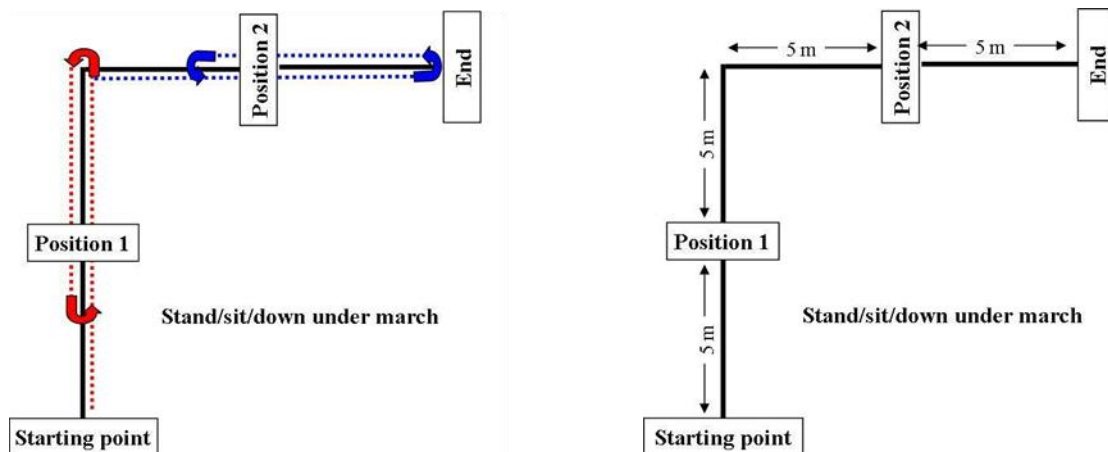 Position 2
End
Position 1
Stand/sit/down under march
Starting point
5 m
5 m
Position 2
End
5 m
Position 1
5 m
Stand/sit/down under march
Starting point